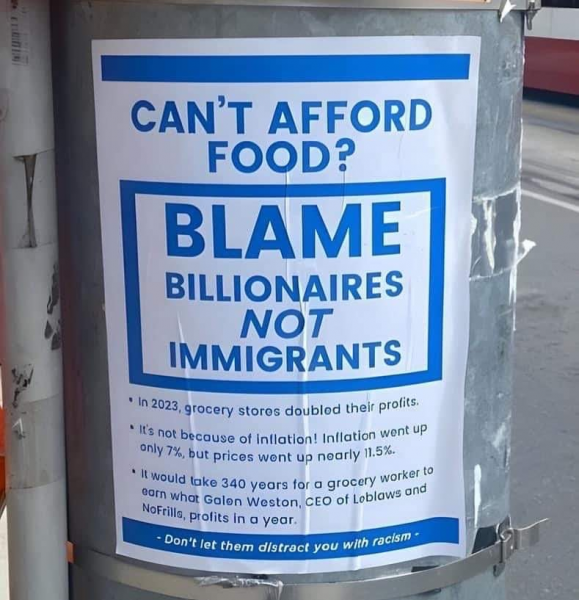 CAN'T AFFORD
FOOD?
BLAME
BILLIONAIRES
NOT
IMMIGRANTS
• In 2023, grocery stores doubled their profits.
• It's not because of inflation! Inflation went up
only 7%, but prices went up nearly 11.5%.
• It would take 340 years for a grocery worker to
earn what Galen Weston, CEO of Loblaws and
NoFrills, profits in a year.
- Don't let them distract you with racism -